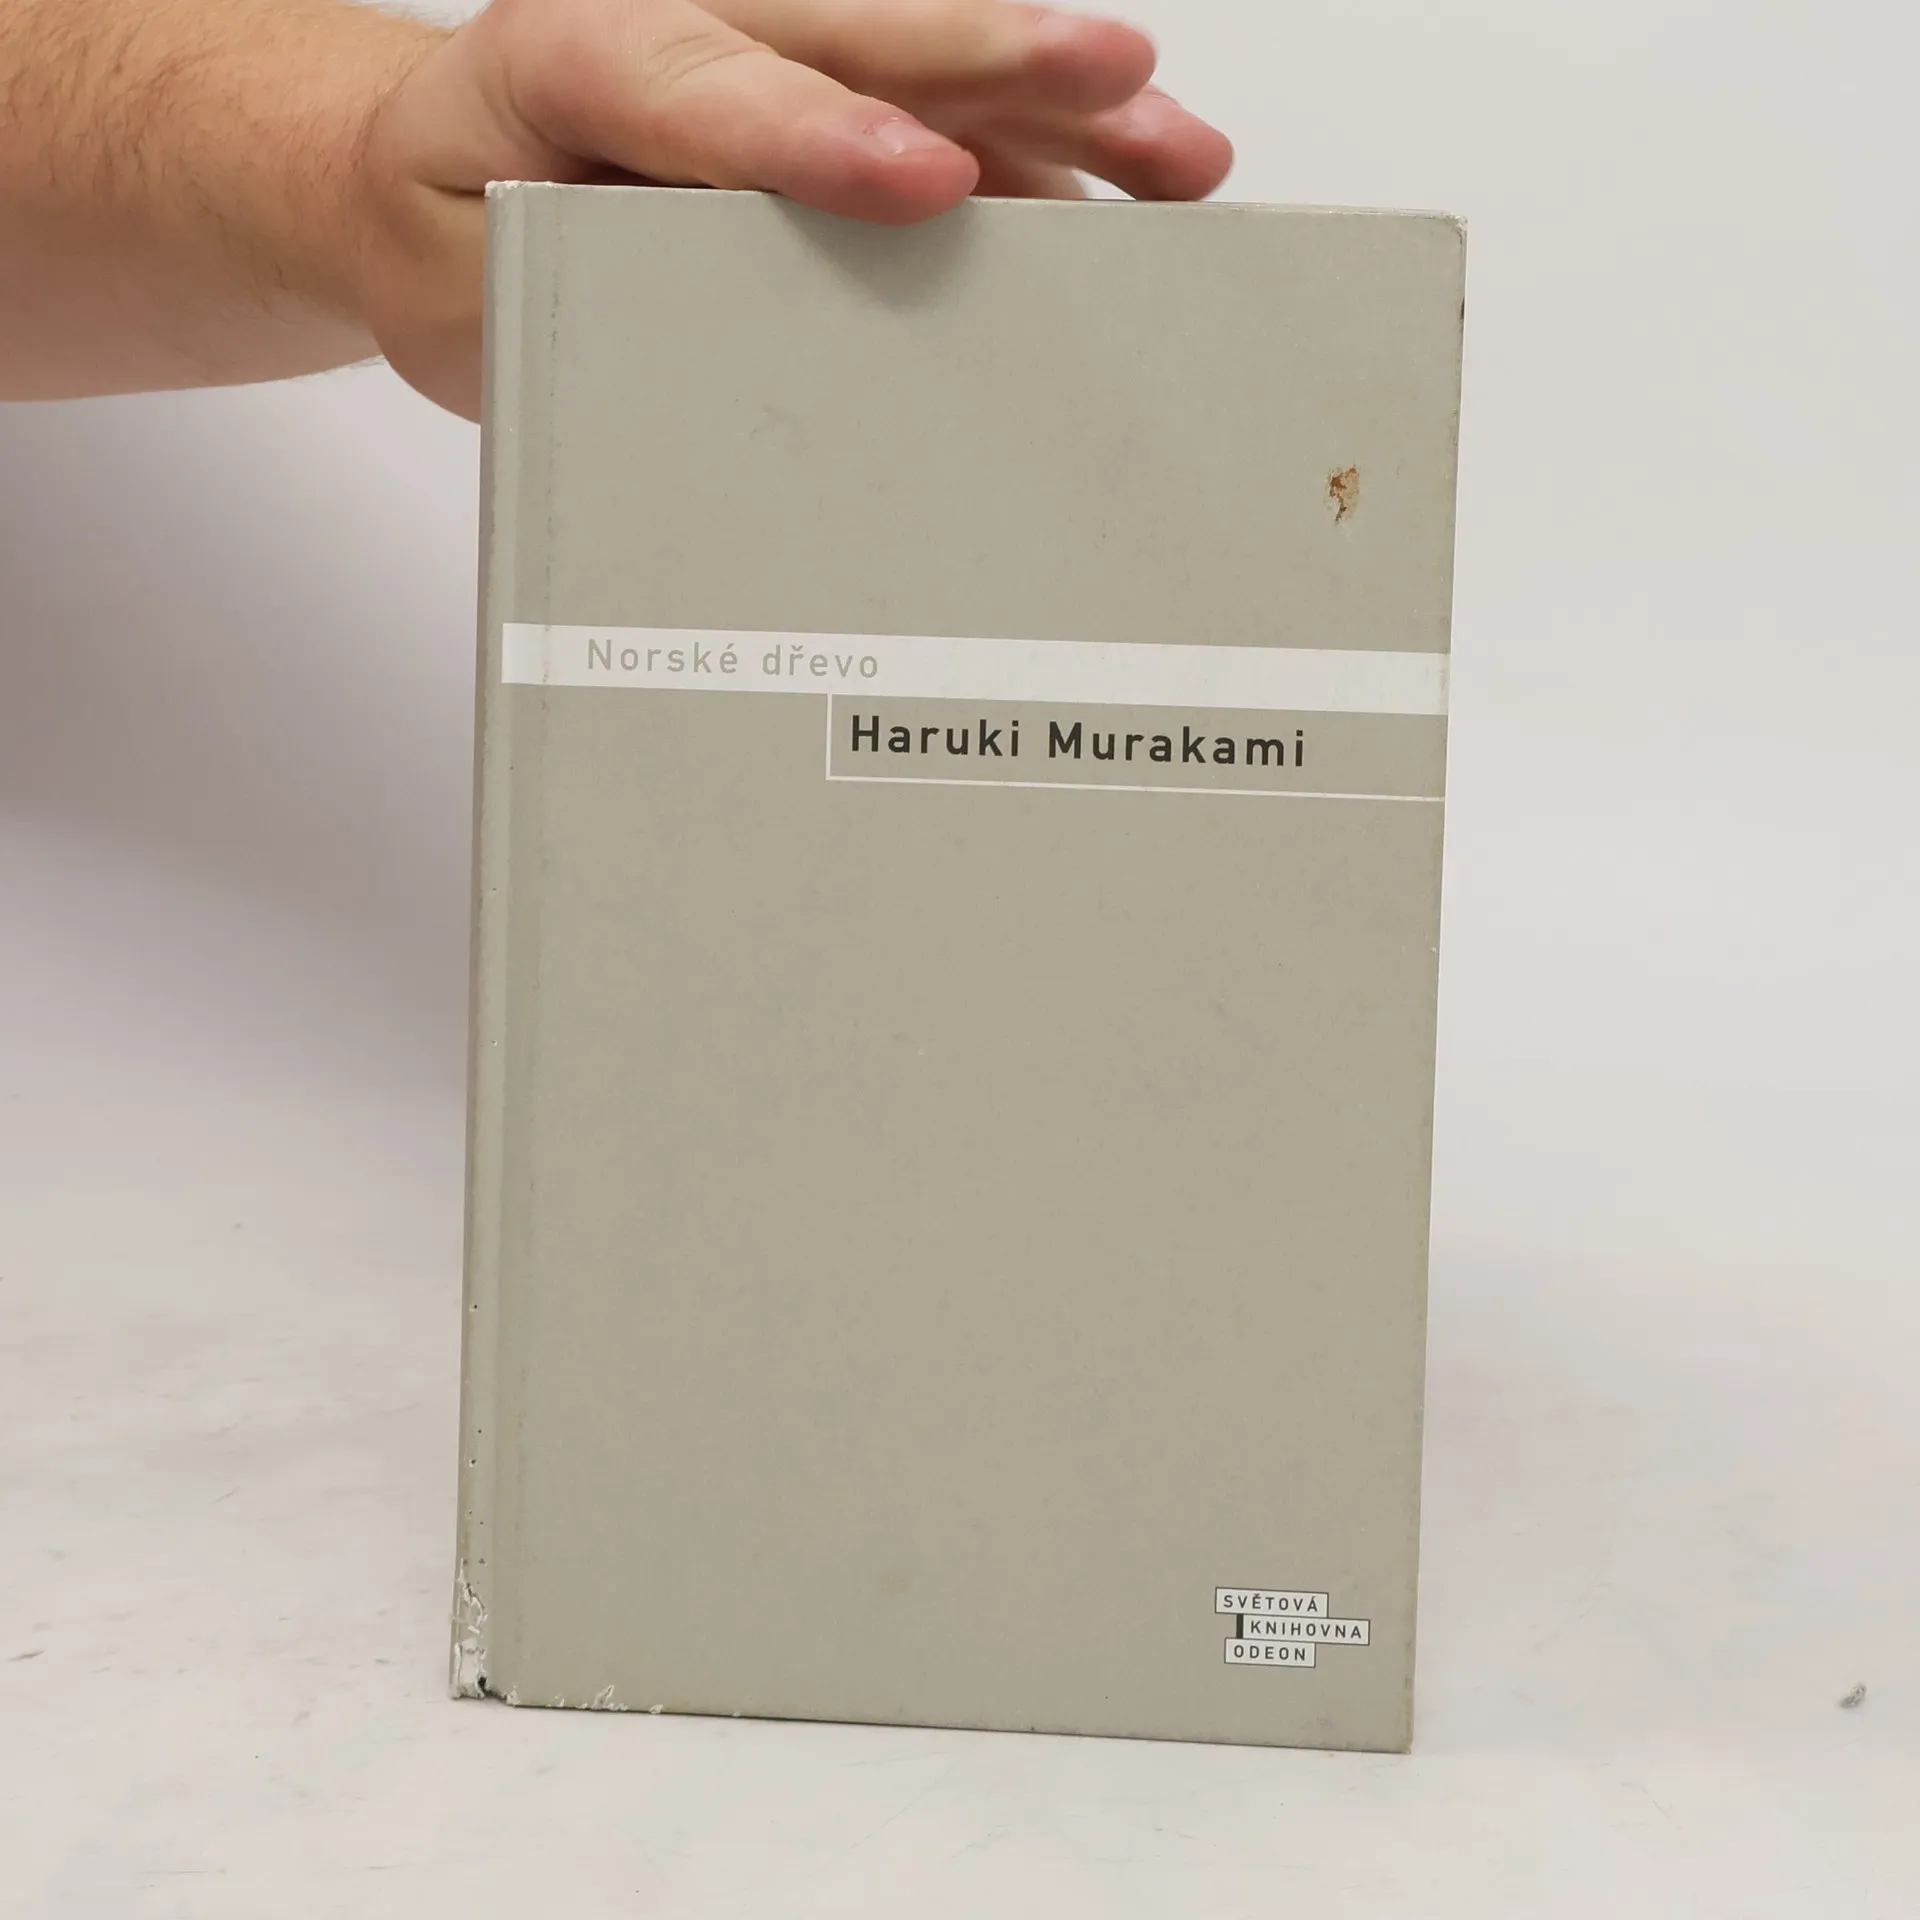 Norské dřevo
Haruki Murakami
SVĚTOVÁ
KNIHOVNA
ODEON